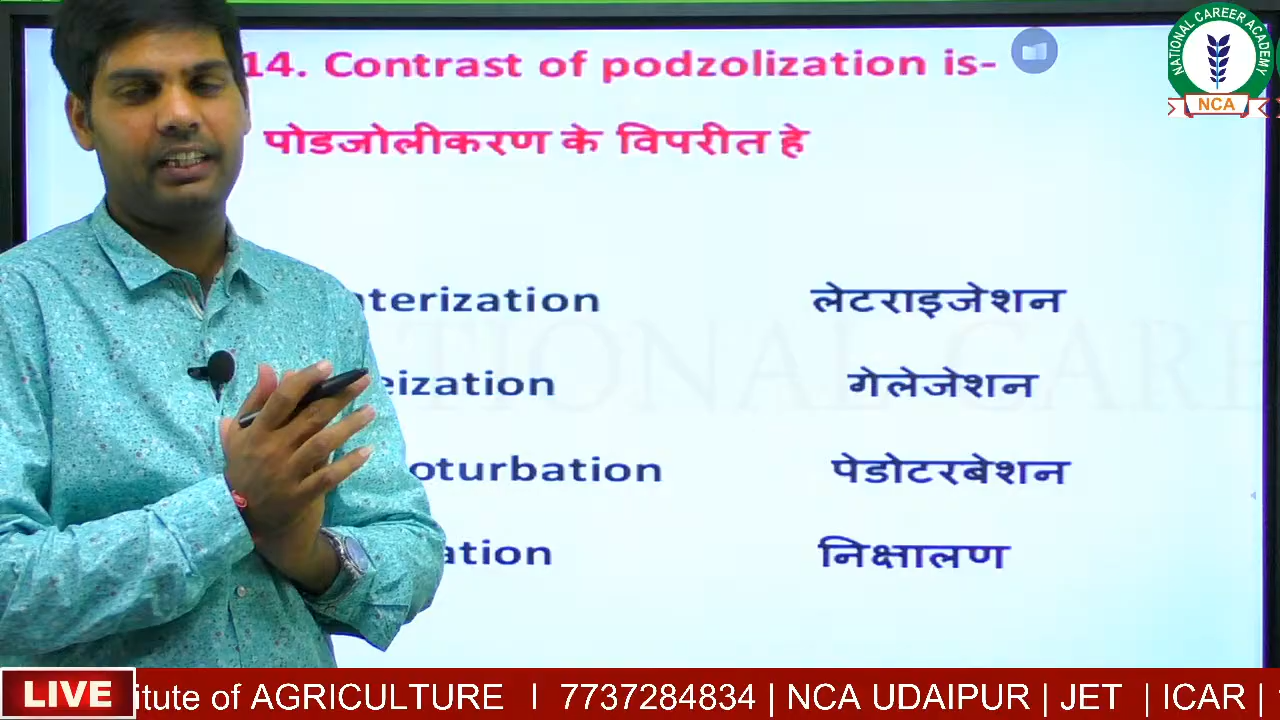 14. Contrast of podzolization is-
पोडजोलीकरण के विपरीत हे
aterization लेटराइजेशन
eization गेलेजेशन
oturbation पेडोटरबेशन
ation निक्षालण
NATIONAL CAREER ACADEMY
NCA
LIVE
itute of AGRICULTURE I 7737284834 | NCA UDAIPUR | JET | ICAR |